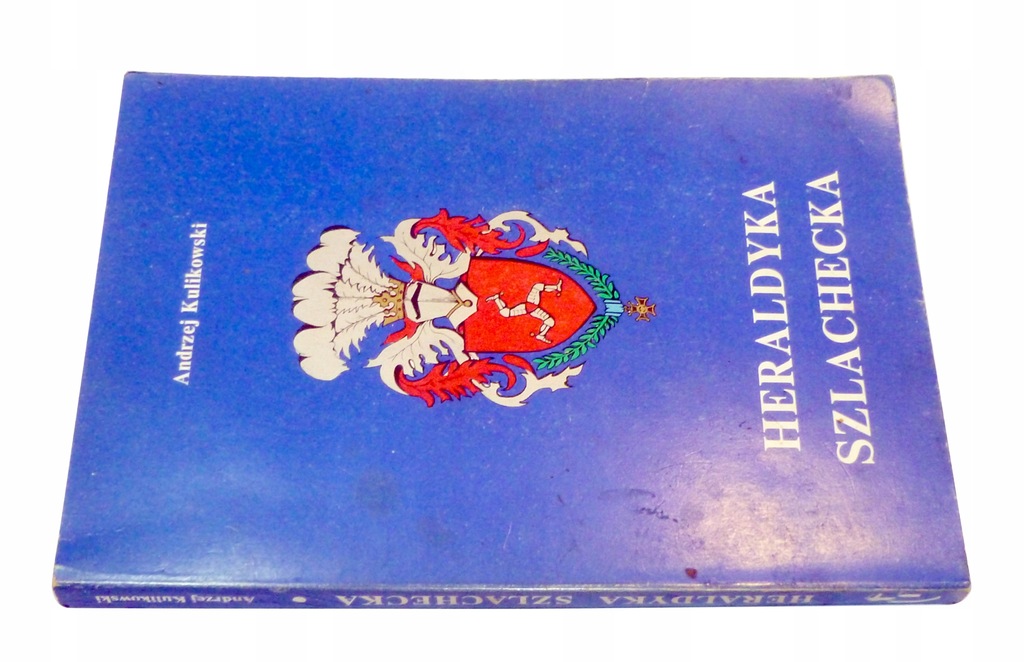 Andrzej Kulikowski
HERALDYKA
SZLACHECKA
Andrzej Kulikowski • HERALDYKA SZLACHECKA